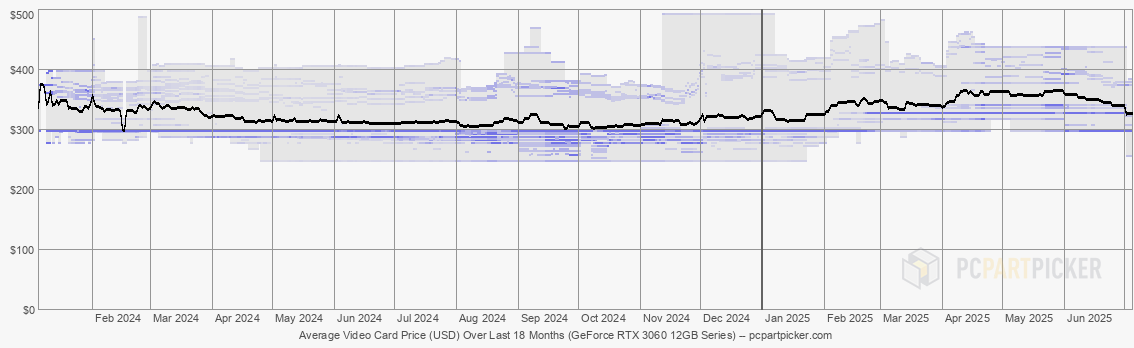 $500
$400
$300
$200
$100
$0
PCPARTPICKER
Feb 2024 Mar 2024 Apr 2024 May 2024 Jun 2024 Jul 2024 Aug 2024 Sep 2024 Oct 2024 Nov 2024 Dec 2024 Jan 2025 Feb 2025 Mar 2025 Apr 2025 May 2025 Jun 2025
Average Video Card Price (USD) Over Last 18 Months (GeForce RTX 3060 12GB Series) – pcpartpicker.com